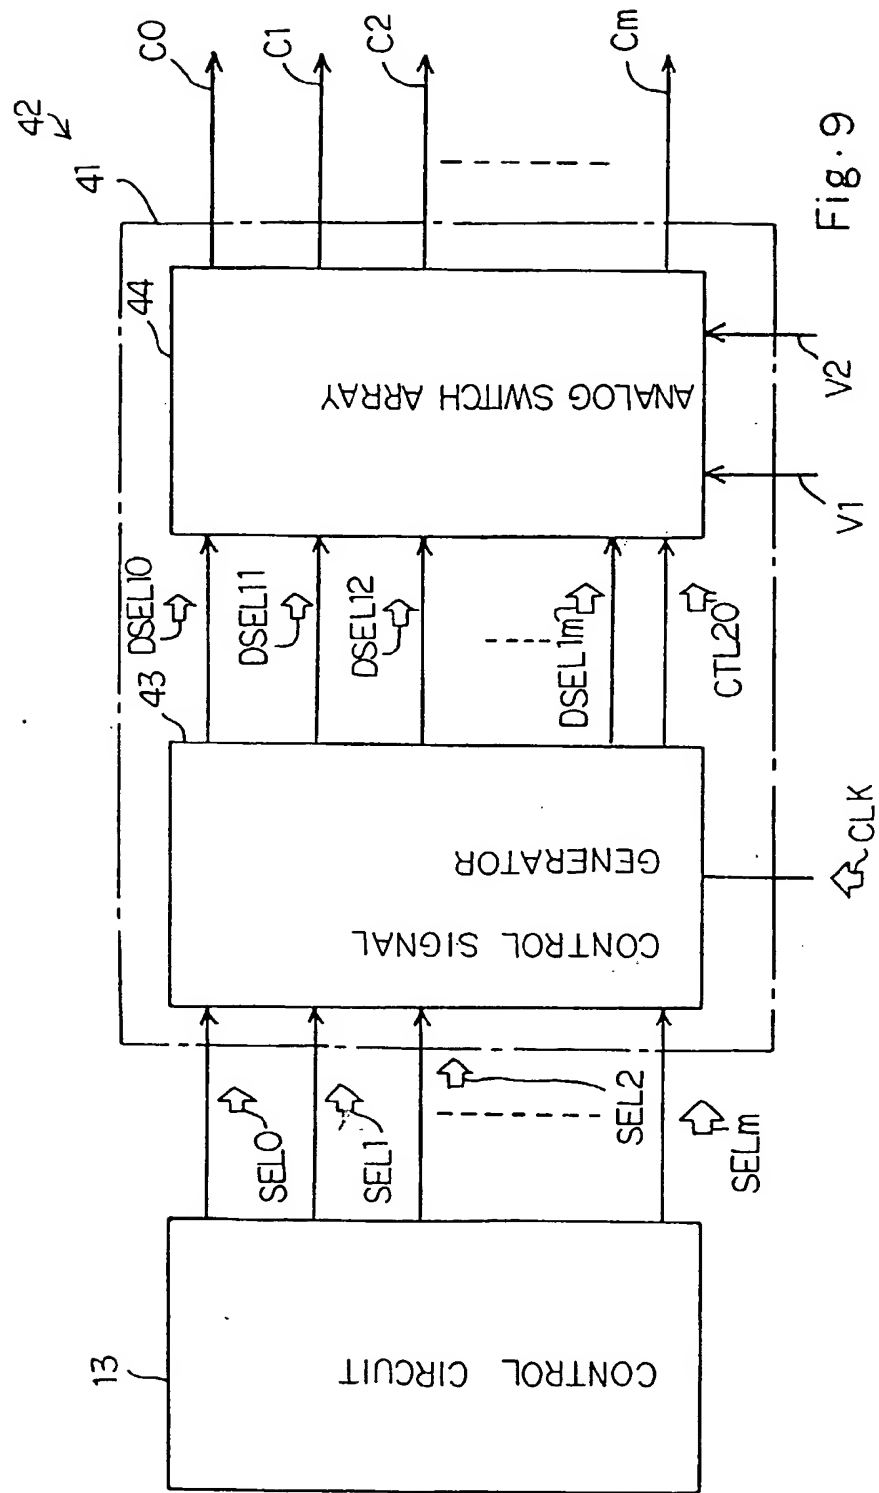 42
41
C0
C1
C2
Cm
44
ANALOG SWITCH ARRAY
V1
V2
DSEL10
DSEL11
DSEL12
DSEL1m
CTL20
43
CONTROL SIGNAL
GENERATOR
CLK
SEL0
SEL1
SEL2
SELm
13
CONTROL CIRCUIT
Fig. 9